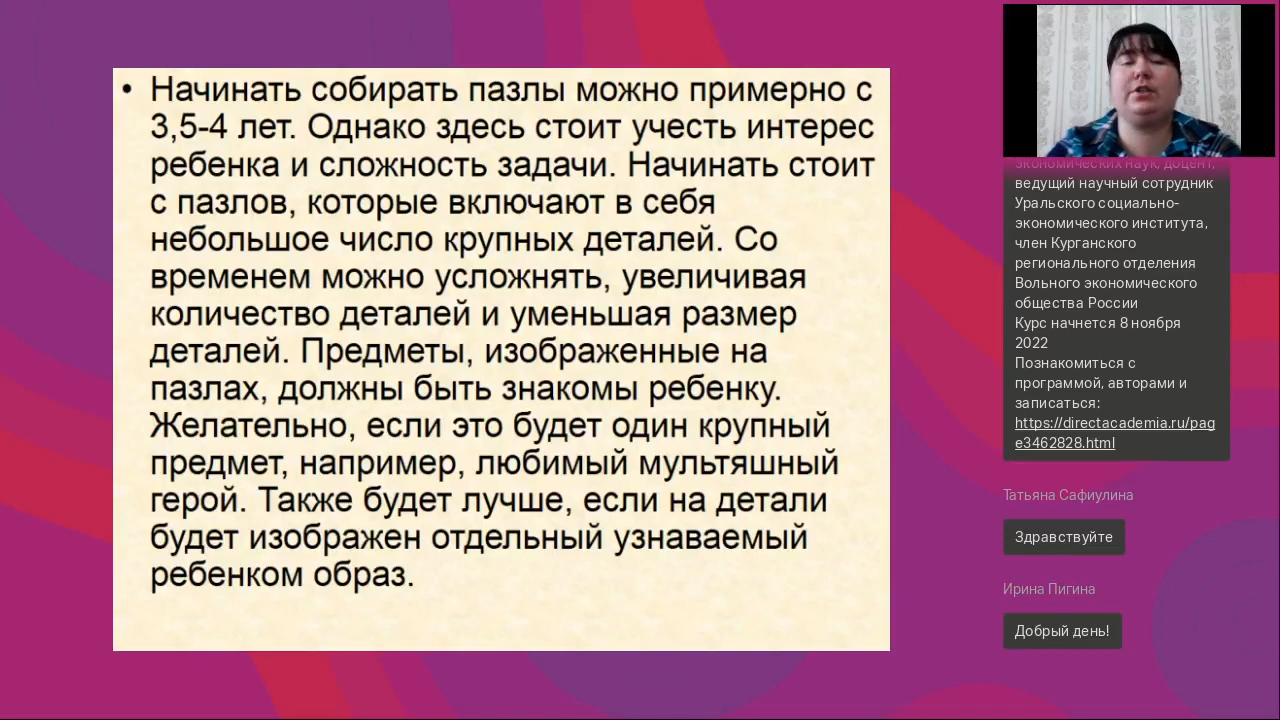 • Начинать собирать пазлы можно примерно с
3,5-4 лет. Однако здесь стоит учесть интерес
ребенка и сложность задачи. Начинать стоит
с пазлов, которые включают в себя
небольшое число крупных деталей. Со
временем можно усложнять, увеличивая
количество деталей и уменьшая размер
деталей. Предметы, изображенные на
пазлах, должны быть знакомы ребенку.
Желательно, если это будет один крупный
предмет, например, любимый мультяшный
герой. Также будет лучше, если на детали
будет изображен отдельный узнаваемый
ребенком образ.
экономических наук, доцент,
ведущий научный сотрудник
Уральского социально-
экономического института,
член Курганского
регионального отделения
Вольного экономического
общества России
Курс начнется 8 ноября
2022
Познакомиться с
программой, авторами и
записаться:
https://directacademia.ru/pag
e3462828.html
Татьяна Сафиулина
Здравствуйте
Ирина Пигина
Добрый день!